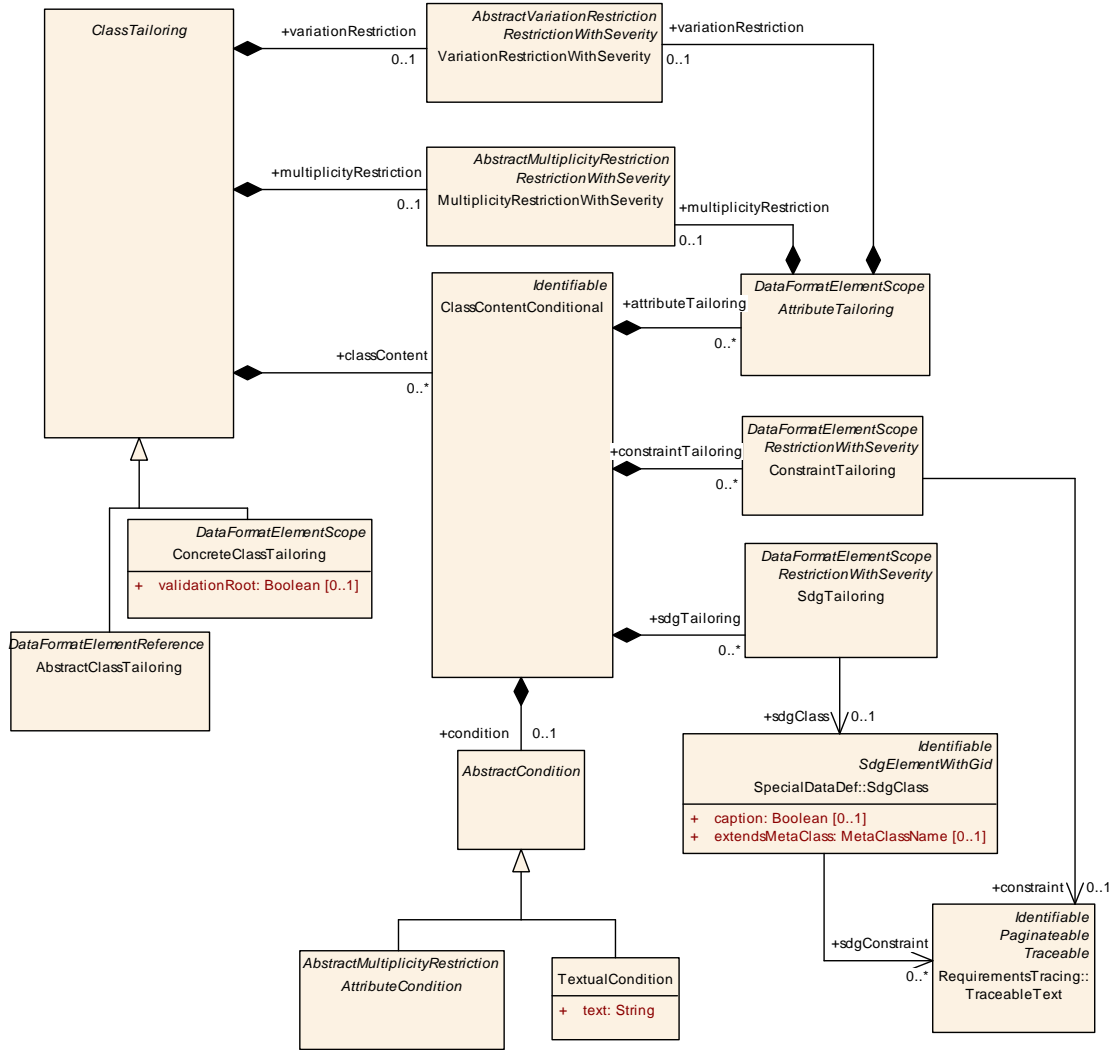 ClassTailoring
+variationRestriction
0..1
AbstractVariationRestriction
RestrictionWithSeverity
VariationRestrictionWithSeverity
+variationRestriction
0..1
+multiplicityRestriction
0..1
AbstractMultiplicityRestriction
RestrictionWithSeverity
MultiplicityRestrictionWithSeverity
+multiplicityRestriction
0..1
Identifiable
ClassContentConditional
+attributeTailoring
0..*
DataFormatElementScope
AttributeTailoring
+classContent
0..*
+constraintTailoring
0..*
DataFormatElementScope
RestrictionWithSeverity
ConstraintTailoring
DataFormatElementScope
ConcreteClassTailoring
+ validationRoot: Boolean [0..1]
DataFormatElementScope
RestrictionWithSeverity
SdgTailoring
+sdgTailoring
0..*
DataFormatElementReference
AbstractClassTailoring
+sdgClass
0..1
+condition
0..1
AbstractCondition
Identifiable
SdgElementWithGid
SpecialDataDef::SdgClass
+ caption: Boolean [0..1]
+ extendsMetaClass: MetaClassName [0..1]
+constraint
0..1
+sdgConstraint
0..*
Identifiable
Paginateable
Traceable
RequirementsTracing::
TraceableText
AbstractMultiplicityRestriction
AttributeCondition
TextualCondition
+ text: String